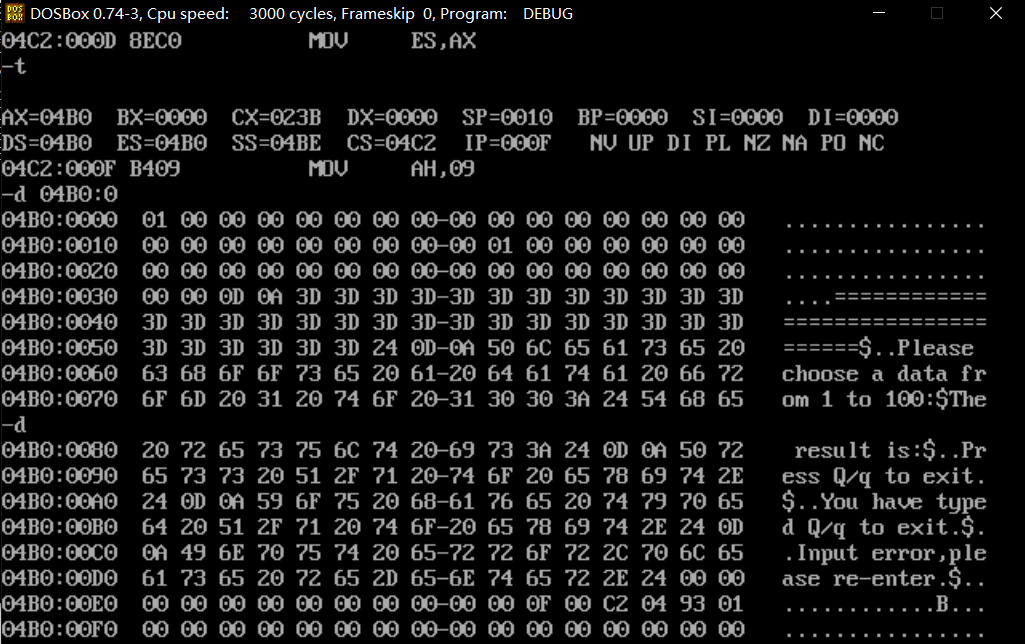 DOS BOX DOSBox 0.74-3, Cpu speed: 3000 cycles, Frameskip 0, Program: DEBUG
04C2:000D 8EC0 MOV ES,AX
-t
AX=04B0 BX=0000 CX=023B DX=0000 SP=0010 BP=0000 SI=0000 DI=0000
DS=04B0 ES=04B0 SS=04BE CS=04C2 IP=000F NV UP DI PL NZ NA PO NC
04C2:000F B409 MOV AH,09
-d 04B0:0
04B0:0000 01 00 00 00 00 00 00 00-00 00 00 00 00 00 00 00 ................
04B0:0010 00 00 00 00 00 00 00 00-00 01 00 00 00 00 00 00 ................
04B0:0020 00 00 00 00 00 00 00 00-00 00 00 00 00 00 00 00 ................
04B0:0030 00 00 0D 0A 3D 3D 3D 3D-3D 3D 3D 3D 3D 3D 3D 3D ....============
04B0:0040 3D 3D 3D 3D 3D 3D 3D 3D-3D 3D 3D 3D 3D 3D 3D 3D ================
04B0:0050 3D 3D 3D 3D 3D 3D 24 0D-0A 50 6C 65 61 73 65 20 ======$..Please
04B0:0060 63 68 6F 6F 73 65 20 61-20 64 61 74 61 20 66 72 choose a data fr
04B0:0070 6F 6D 20 31 20 74 6F 20-31 30 30 3A 24 54 68 65 om 1 to 100:$The
-d
04B0:0080 20 72 65 73 75 6C 74 20-69 73 3A 24 0D 0A 50 72 result is:$..Pr
04B0:0090 65 73 73 20 51 2F 71 20-74 6F 20 65 78 69 74 2E ess Q/q to exit.
04B0:00A0 24 0D 0A 59 6F 75 20 68-61 76 65 20 74 79 70 65 $..You have type
04B0:00B0 64 20 51 2F 71 20 74 6F-20 65 78 69 74 2E 24 0D d Q/q to exit.$.
04B0:00C0 0A 49 6E 70 75 74 20 65-72 72 6F 72 2C 70 6C 65 .Input error,ple
04B0:00D0 61 73 65 20 72 65 2D 65-6E 74 65 72 2E 24 00 00 ase re-enter.$..
04B0:00E0 00 00 00 00 00 00 00 00-00 00 0F 00 C2 04 93 01 ............B...
04B0:00F0 00 00 00 00 00 00 00 00-00 00 00 00 00 00 00 00 ................